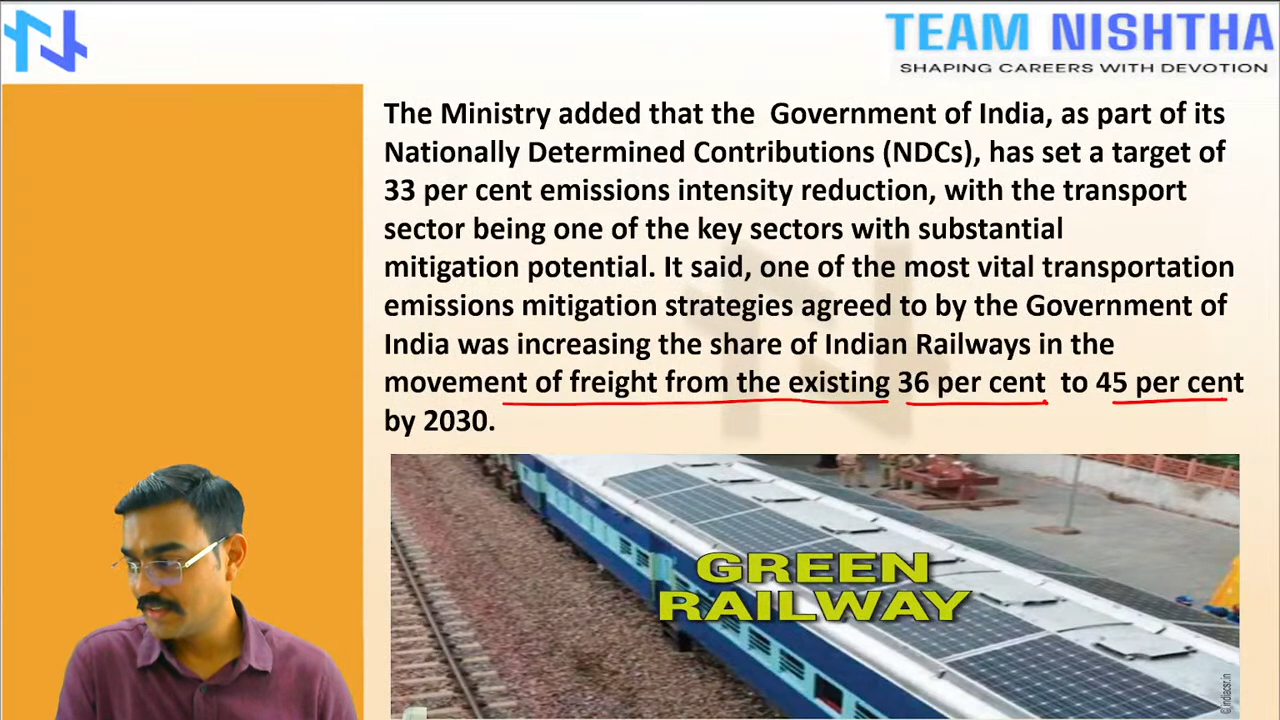 TEAM NISHTHA
SHAPING CAREERS WITH DEVOTION
The Ministry added that the Government of India, as part of its
Nationally Determined Contributions (NDCs), has set a target of
33 per cent emissions intensity reduction, with the transport
sector being one of the key sectors with substantial
mitigation potential. It said, one of the most vital transportation
emissions mitigation strategies agreed to by the Government of
India was increasing the share of Indian Railways in the
movement of freight from the existing 36 per cent to 45 per cent
by 2030.
GREEN
RAILWAY
©indiacsr.in